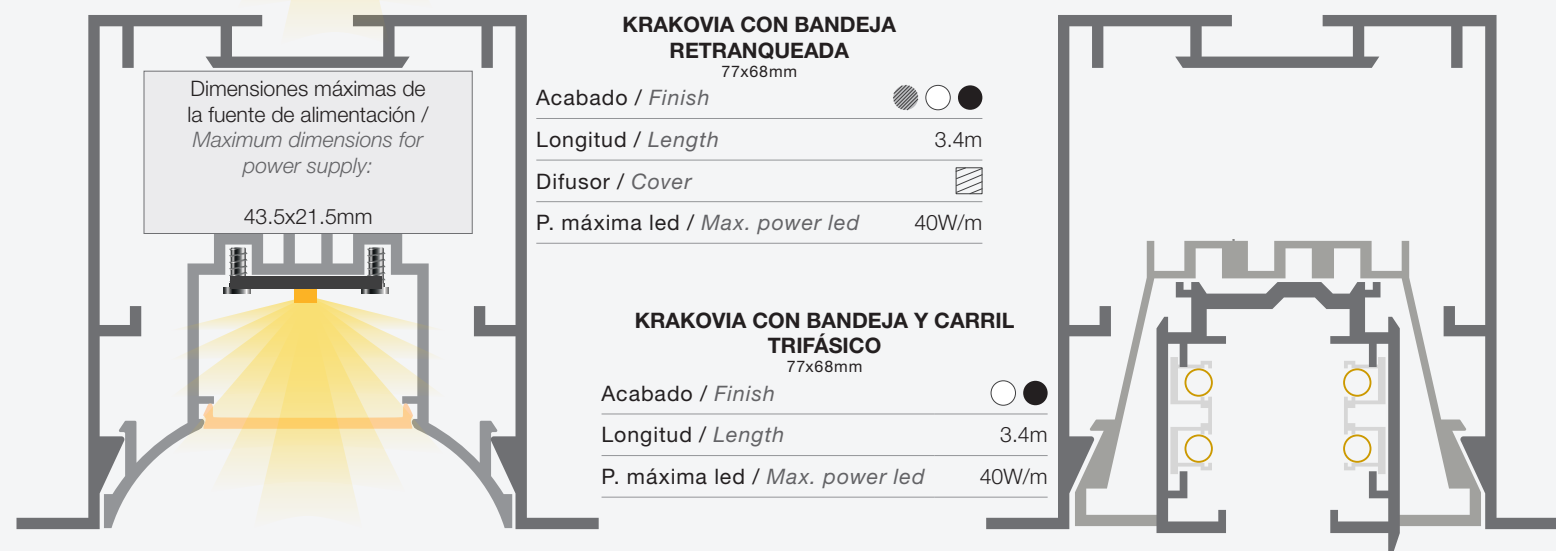 Dimensiones máximas de
la fuente de alimentación /
Maximum dimensions for
power supply:
43.5x21.5mm
KRAKOVIA CON BANDEJA
RETRANQUEADA
77x68mm
Acabado / Finish
Longitud / Length 3.4m
Difusor / Cover
P. máxima led / Max. power led 40W/m
KRAKOVIA CON BANDEJA Y CARRIL
TRIFÁSICO
77x68mm
Acabado / Finish
Longitud / Length 3.4m
P. máxima led / Max. power led 40W/m